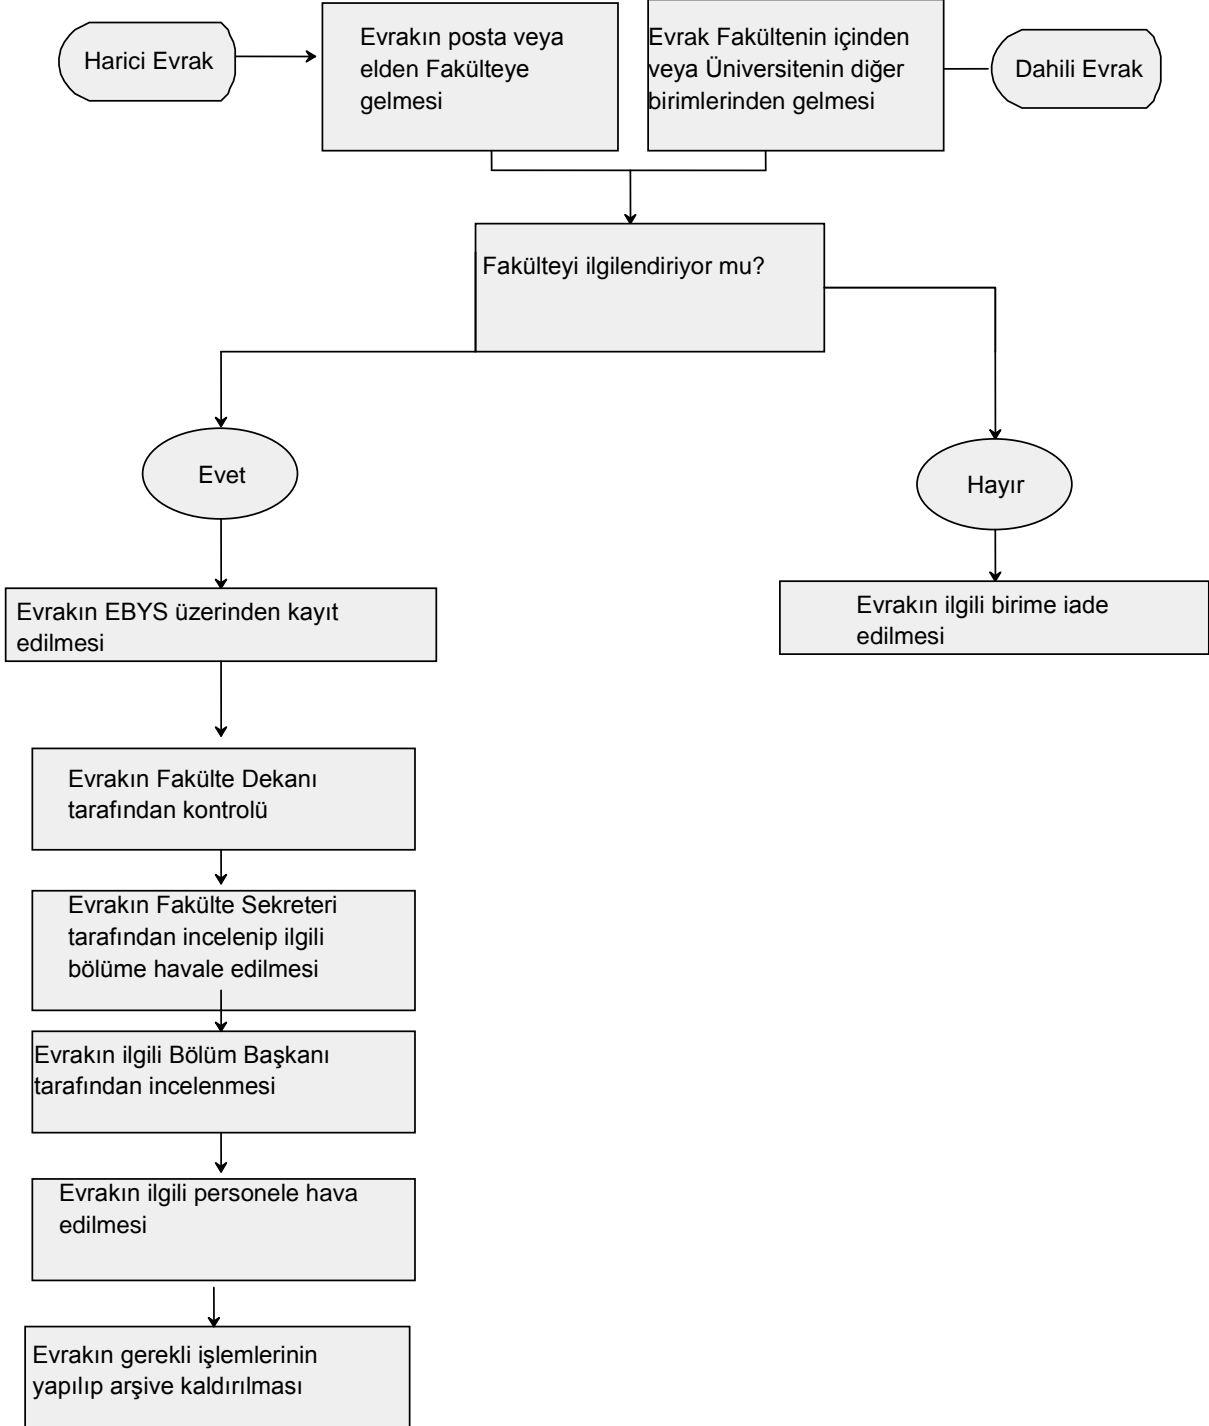 Harici Evrak
Evrakın posta veya
elden Fakülteye
gelmesi
Evrak Fakültenin içinden
veya Üniversitenin diğer
birimlerinden gelmesi
Dahili Evrak
Fakülteyi ilgilendiriyor mu?
Evet
Hayır
Evrakın EBYS üzerinden kayıt
edilmesi
Evrakın ilgili birime iade
edilmesi
Evrakın Fakülte Dekanı
tarafından kontrolü
Evrakın Fakülte Sekreteri
tarafından incelenip ilgili
bölüme havale edilmesi
Evrakın ilgili Bölüm Başkanı
tarafından incelenmesi
Evrakın ilgili personele hava
edilmesi
Evrakın gerekli işlemlerinin
yapılıp arşive kaldırılması